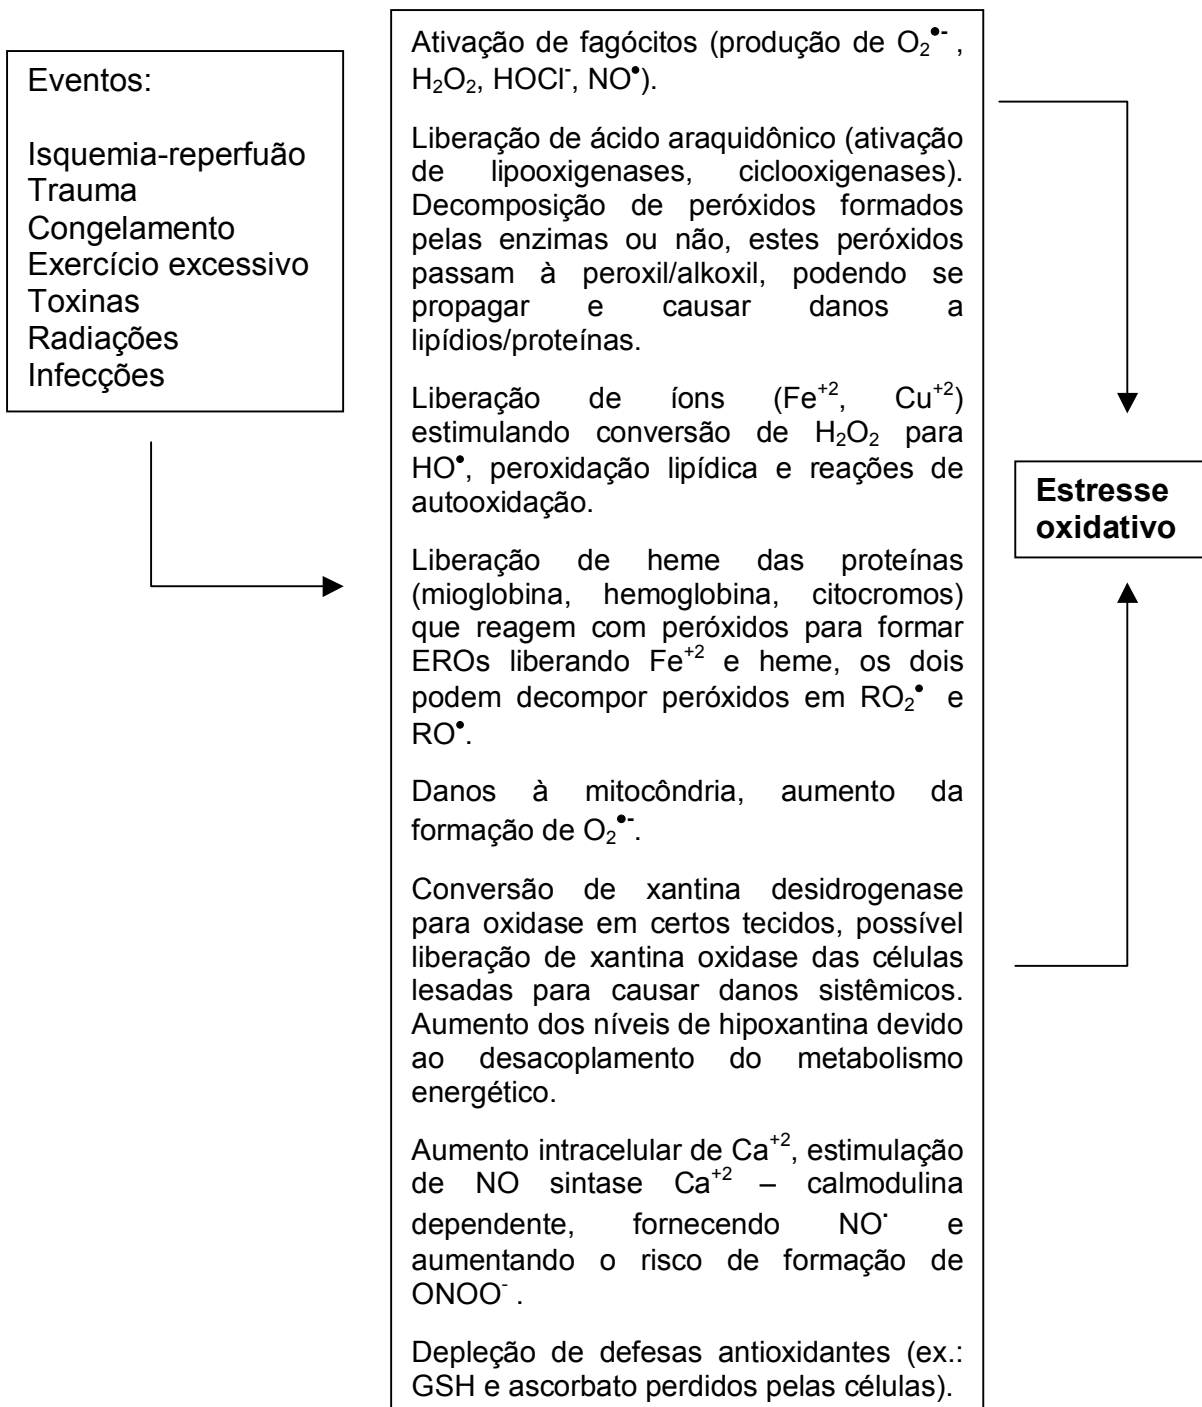 Eventos:
Isquemia-reperfuão
Trauma
Congelamento
Exercício excessivo
Toxinas
Radiações
Infecções
Ativação de fagócitos (produção de O₂•⁻ ,
H₂O₂, HOCl⁻, NO•).
Liberação de ácido araquidônico (ativação
de lipooxigenases, ciclooxigenases).
Decomposição de peróxidos formados
pelas enzimas ou não, estes peróxidos
passam à peroxil/alkoxil, podendo se
propagar e causar danos a
lipídios/proteínas.
Liberação de íons (Fe⁺², Cu⁺²)
estimulando conversão de H₂O₂ para
HO•, peroxidação lipídica e reações de
autooxidação.
Liberação de heme das proteínas
(mioglobina, hemoglobina, citocromos)
que reagem com peróxidos para formar
EROs liberando Fe⁺² e heme, os dois
podem decompor peróxidos em RO₂• e
RO•.
Danos à mitocôndria, aumento da
formação de O₂•⁻.
Conversão de xantina desidrogenase
para oxidase em certos tecidos, possível
liberação de xantina oxidase das células
lesadas para causar danos sistêmicos.
Aumento dos níveis de hipoxantina devido
ao desacoplamento do metabolismo
energético.
Aumento intracelular de Ca⁺², estimulação
de NO sintase Ca⁺² – calmodulina
dependente, fornecendo NO· e
aumentando o risco de formação de
ONOO⁻ .
Depleção de defesas antioxidantes (ex.:
GSH e ascorbato perdidos pelas células).
Estresse
oxidativo